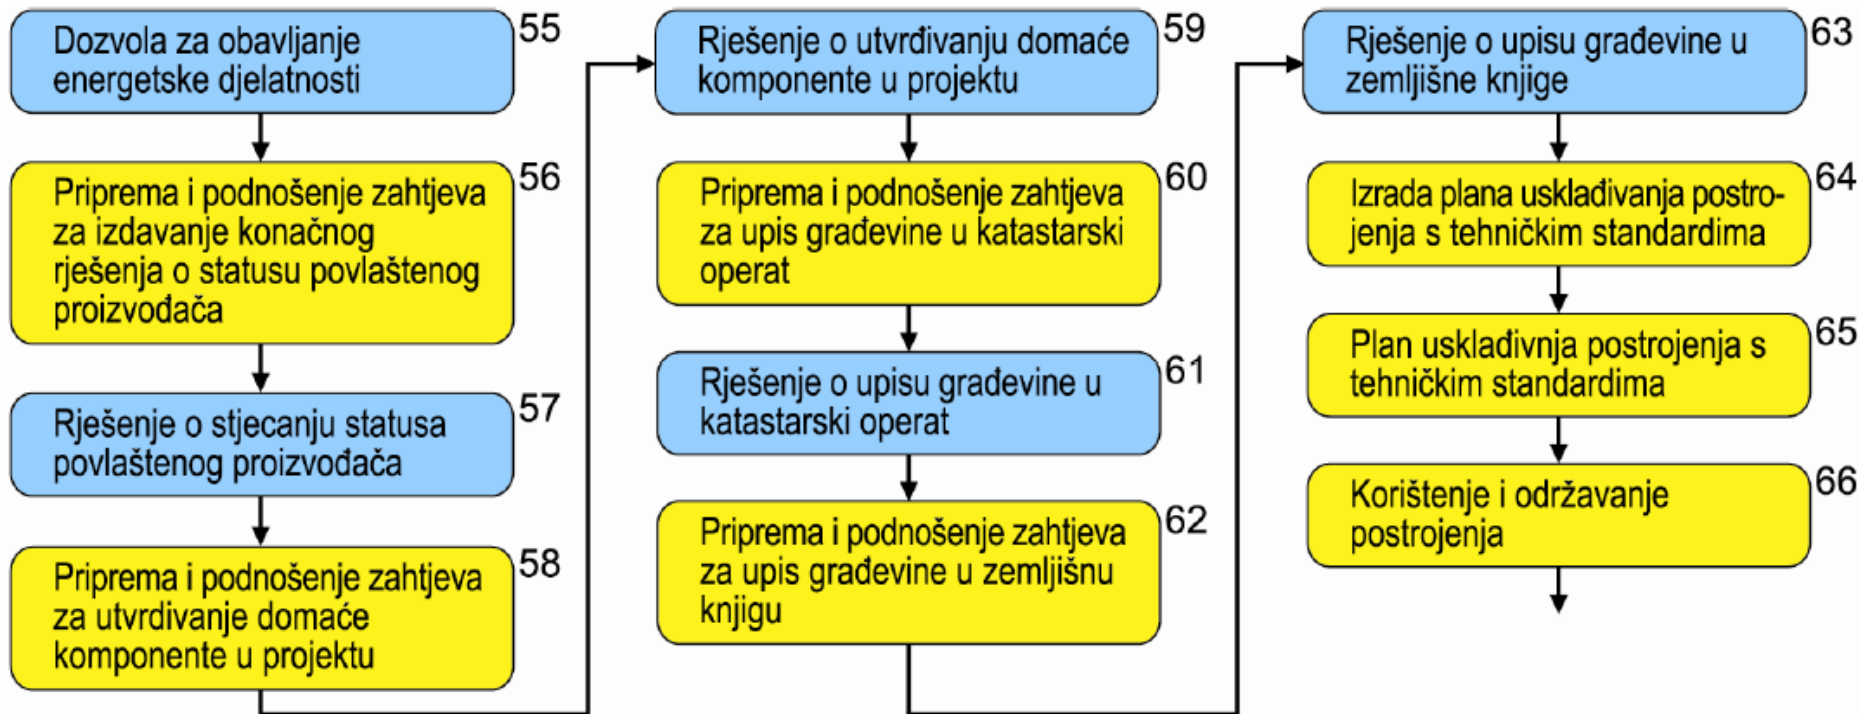 Dozvola za obavljanje
energetske djelatnosti
55
Priprema i podnošenje zahtjeva
za izdavanje konačnog
rješenja o statusu povlaštenog
proizvođača
56
Rješenje o stjecanju statusa
povlaštenog proizvođača
57
Priprema i podnošenje zahtjeva
za utvrdivanje domaće
komponente u projektu
58
Rješenje o utvrđivanju domaće
komponente u projektu
59
Priprema i podnošenje zahtjeva
za upis građevine u katastarski
operat
60
Rješenje o upisu građevine u
katastarski operat
61
Priprema i podnošenje zahtjeva
za upis građevine u zemljišnu
knjigu
62
Rješenje o upisu građevine u
zemljišne knjige
63
Izrada plana usklađivanja postro-
jenja s tehničkim standardima
64
Plan usklađivnja postrojenja s
tehničkim standardima
65
Korištenje i održavanje
postrojenja
66